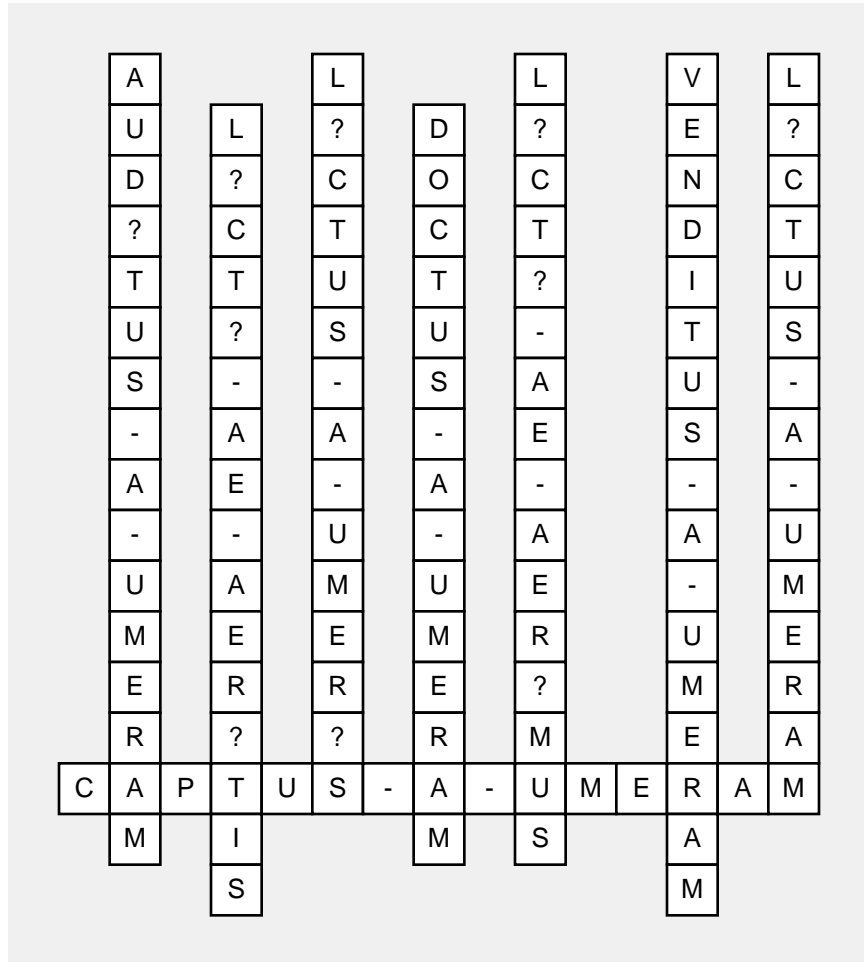 AUD?TUS-A-UMERAM
L?CT?-AE-AER?TIS
L?CTUS-A-UMER?S
DOCTUS-A-UMERAM
L?CT?-AE-AER?MUS
VENDITUS-A-UMERAM
L?CTUS-A-UMERAM
CAPTUS-A-UMERAM